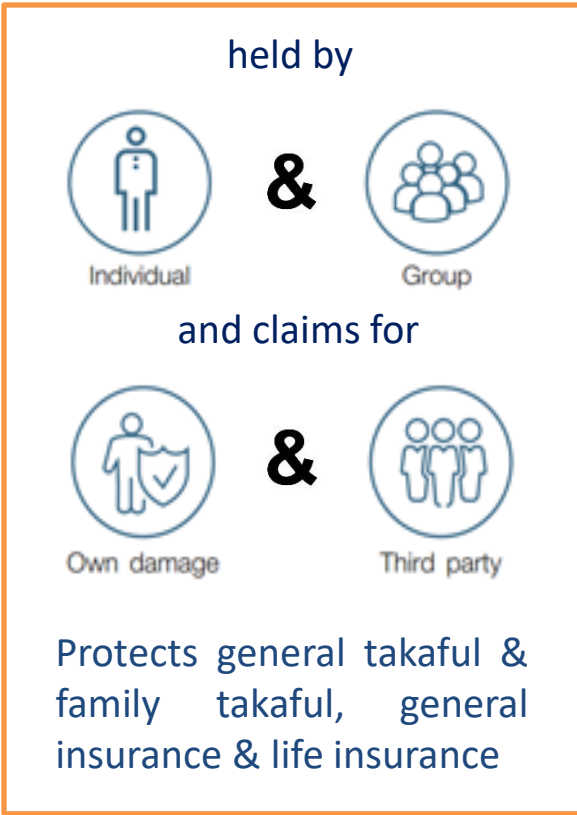 held by
&
Individual Group
and claims for
&
Own damage Third party
Protects general takaful &
family takaful, general
insurance & life insurance